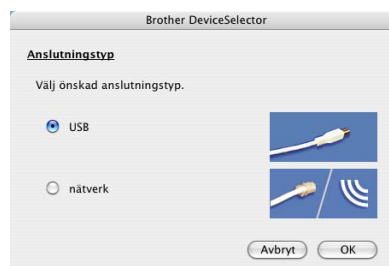 Brother DeviceSelector
Anslutningstyp
Välj önskad anslutningstyp.
USB
nätverk
Avbryt OK